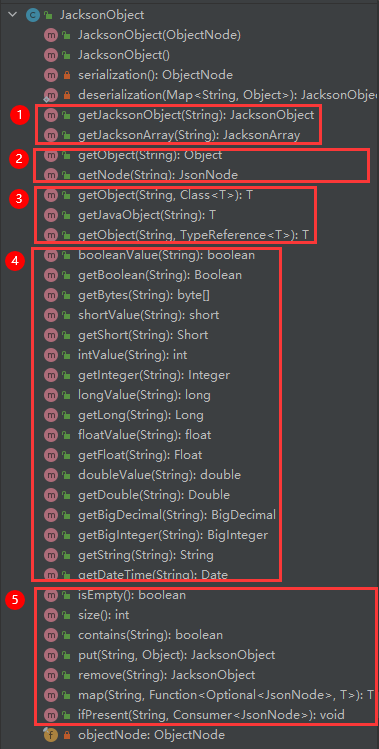 JacksonObject
JacksonObject(ObjectNode)
JacksonObject()
serialization(): ObjectNode
deserialization(Map<String, Object>): JacksonObjec
1 getJacksonObject(String): JacksonObject
getJacksonArray(String): JacksonArray
2 getObject(String): Object
getNode(String): JsonNode
3 getObject(String, Class<T>): T
getJavaObject(String): T
getObject(String, TypeReference<T>): T
4 booleanValue(String): boolean
getBoolean(String): Boolean
getBytes(String): byte[]
shortValue(String): short
getShort(String): Short
intValue(String): int
getInteger(String): Integer
longValue(String): long
getLong(String): Long
floatValue(String): float
getFloat(String): Float
doubleValue(String): double
getDouble(String): Double
getBigDecimal(String): BigDecimal
getBigInteger(String): BigInteger
getString(String): String
getDateTime(String): Date
5 isEmpty(): boolean
size(): int
contains(String): boolean
put(String, Object): JacksonObject
remove(String): JacksonObject
map(String, Function<Optional<JsonNode>, T>): T
ifPresent(String, Consumer<JsonNode>): void
objectNode: ObjectNode